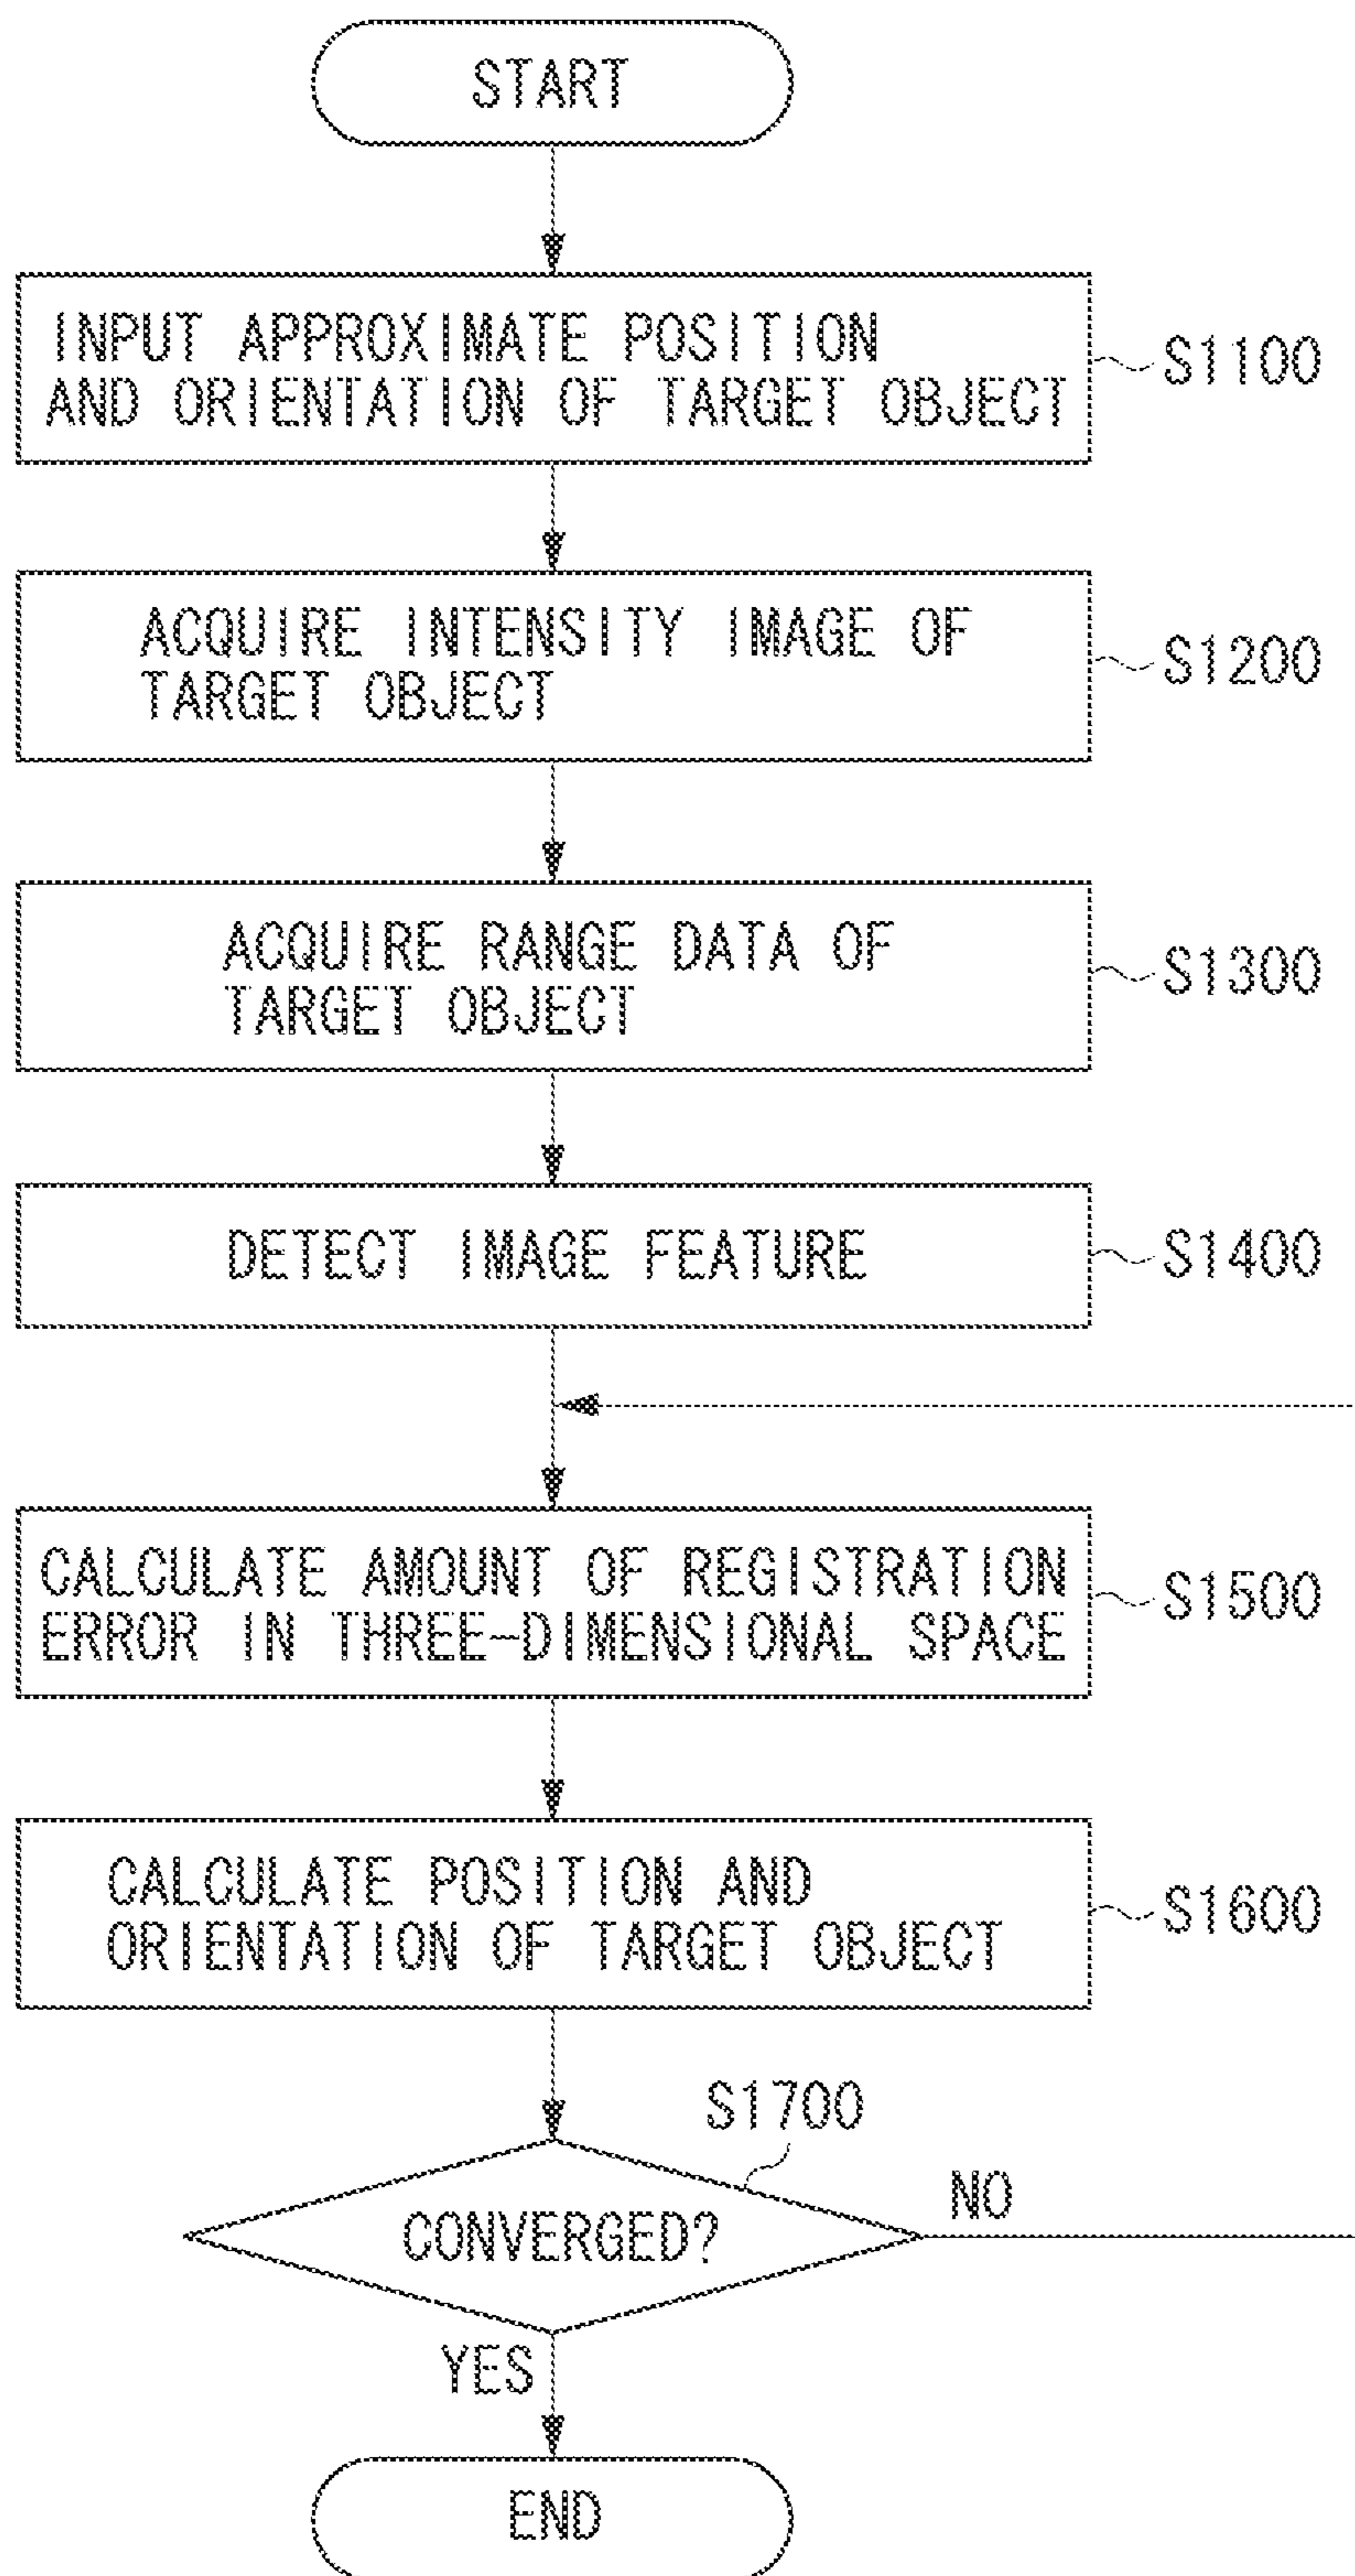 START
INPUT APPROXIMATE POSITION
AND ORIENTATION OF TARGET OBJECT
S1100
ACQUIRE INTENSITY IMAGE OF
TARGET OBJECT
S1200
ACQUIRE RANGE DATA OF
TARGET OBJECT
S1300
DETECT IMAGE FEATURE
S1400
CALCULATE AMOUNT OF REGISTRATION
ERROR IN THREE-DIMENSIONAL SPACE
S1500
CALCULATE POSITION AND
ORIENTATION OF TARGET OBJECT
S1600
S1700
CONVERGED?
NO
YES
END